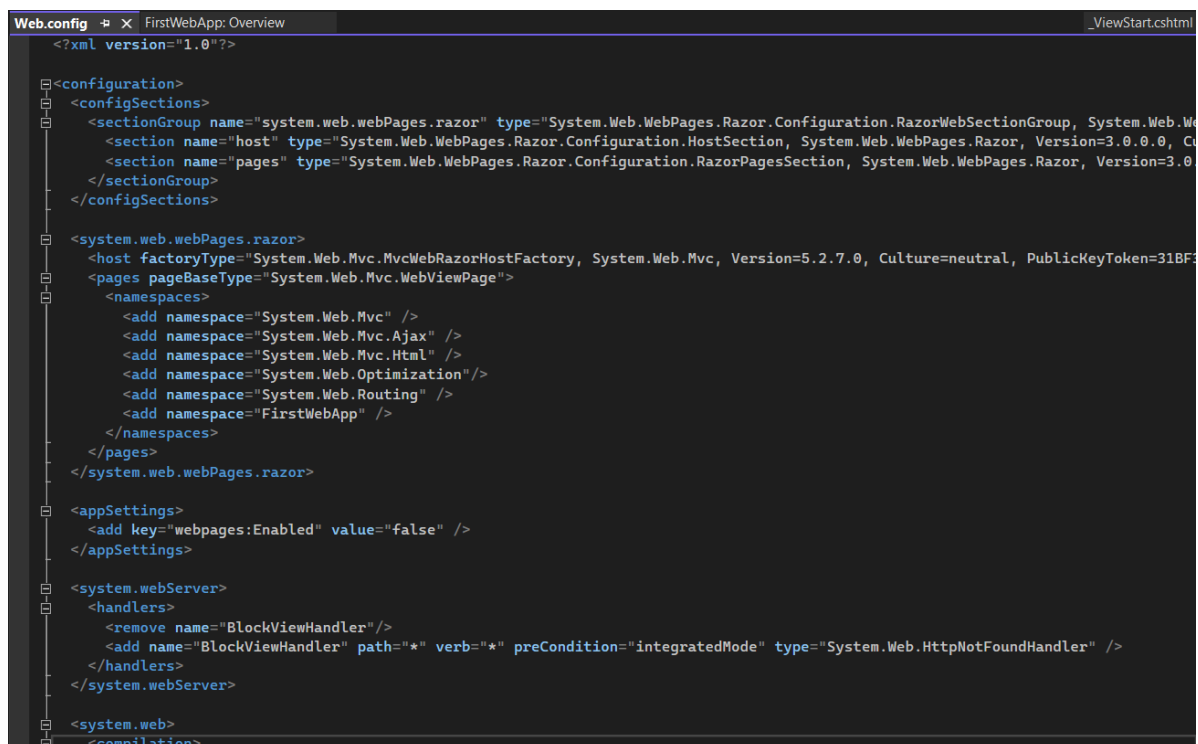 Web.config FirstWebApp: Overview _ViewStart.cshtml
<?xml version="1.0"?>
<configuration>
<configSections>
<sectionGroup name="system.web.webPages.razor" type="System.Web.WebPages.Razor.Configuration.RazorWebSectionGroup, System.Web.We
<section name="host" type="System.Web.WebPages.Razor.Configuration.HostSection, System.Web.WebPages.Razor, Version=3.0.0.0, Cu
<section name="pages" type="System.Web.WebPages.Razor.Configuration.RazorPagesSection, System.Web.WebPages.Razor, Version=3.0.
</sectionGroup>
</configSections>
<system.web.webPages.razor>
<host factoryType="System.Web.Mvc.MvcWebRazorHostFactory, System.Web.Mvc, Version=5.2.7.0, Culture=neutral, PublicKeyToken=31BF3
<pages pageBaseType="System.Web.Mvc.WebViewPage">
<namespaces>
<add namespace="System.Web.Mvc" />
<add namespace="System.Web.Mvc.Ajax" />
<add namespace="System.Web.Mvc.Html" />
<add namespace="System.Web.Optimization"/>
<add namespace="System.Web.Routing" />
<add namespace="FirstWebApp" />
</namespaces>
</pages>
</system.web.webPages.razor>
<appSettings>
<add key="webpages:Enabled" value="false" />
</appSettings>
<system.webServer>
<handlers>
<remove name="BlockViewHandler"/>
<add name="BlockViewHandler" path="*" verb="*" preCondition="integratedMode" type="System.Web.HttpNotFoundHandler" />
</handlers>
</system.webServer>
<system.web>
<compilation>